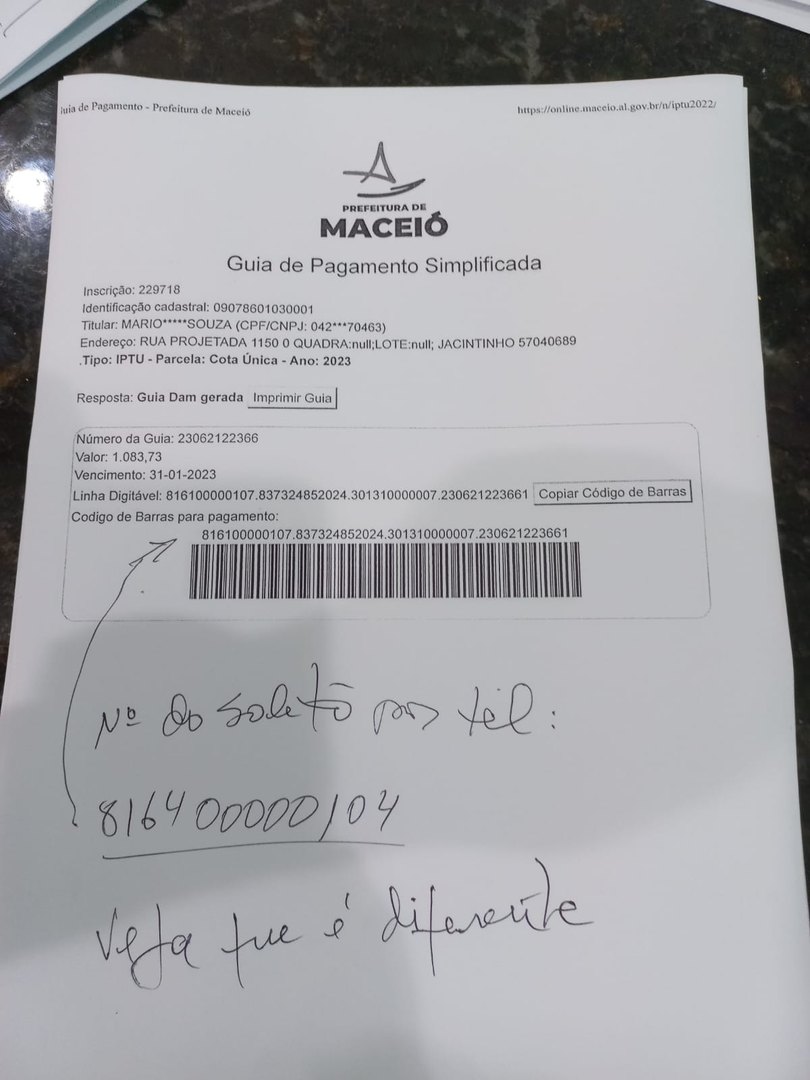 uia de Pagamento - Prefeitura de Maceió
https://online.maceio.al.gov.br/n/iptu2022/
PREFEITURA DE
MACEIÓ
Guia de Pagamento Simplificada
Inscrição: 229718
Identificação cadastral: 09078601030001
Titular: MARIO*****SOUZA (CPF/CNPJ: 042***70463)
Endereço: RUA PROJETADA 1150 0 QUADRA:null;LOTE:null; JACINTINHO 57040689
.Tipo: IPTU - Parcela: Cota Única - Ano: 2023
Resposta: Guia Dam gerada Imprimir Guia
Número da Guia: 23062122366
Valor: 1.083,73
Vencimento: 31-01-2023
Linha Digitável: 816100000107.837324852024.301310000007.230621223661 Copiar Código de Barras
Codigo de Barras para pagamento:
816100000107.837324852024.301310000007.230621223661
Nº do boleto por tel:
816400000104
Veja que é diferente